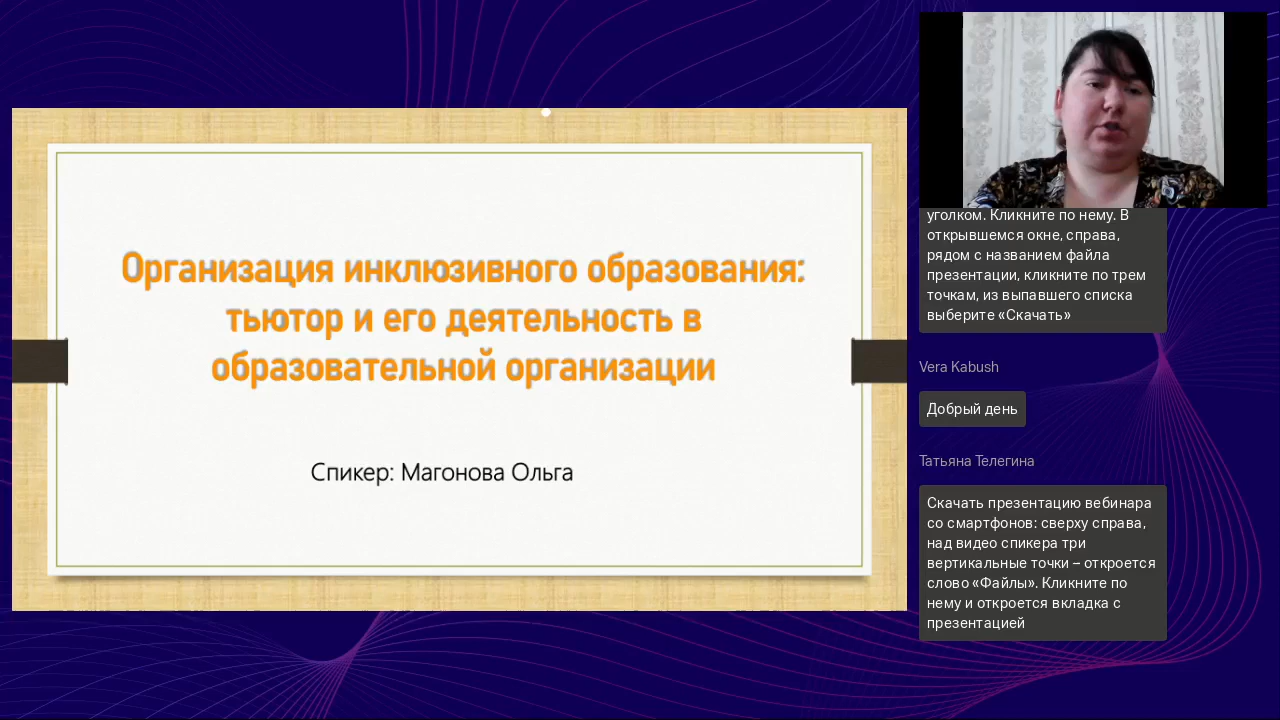 Организация инклюзивного образования:
тьютор и его деятельность в
образовательной организации
Спикер: Магонова Ольга
уголком. Кликните по нему. В
открывшемся окне, справа,
рядом с названием файла
презентации, кликните по трем
точкам, из выпавшего списка
выберите «Скачать»
Vera Kabush
Добрый день
Татьяна Телегина
Скачать презентацию вебинара
со смартфонов: сверху справа,
над видео спикера три
вертикальные точки – откроется
слово «Файлы». Кликните по
нему и откроется вкладка с
презентацией